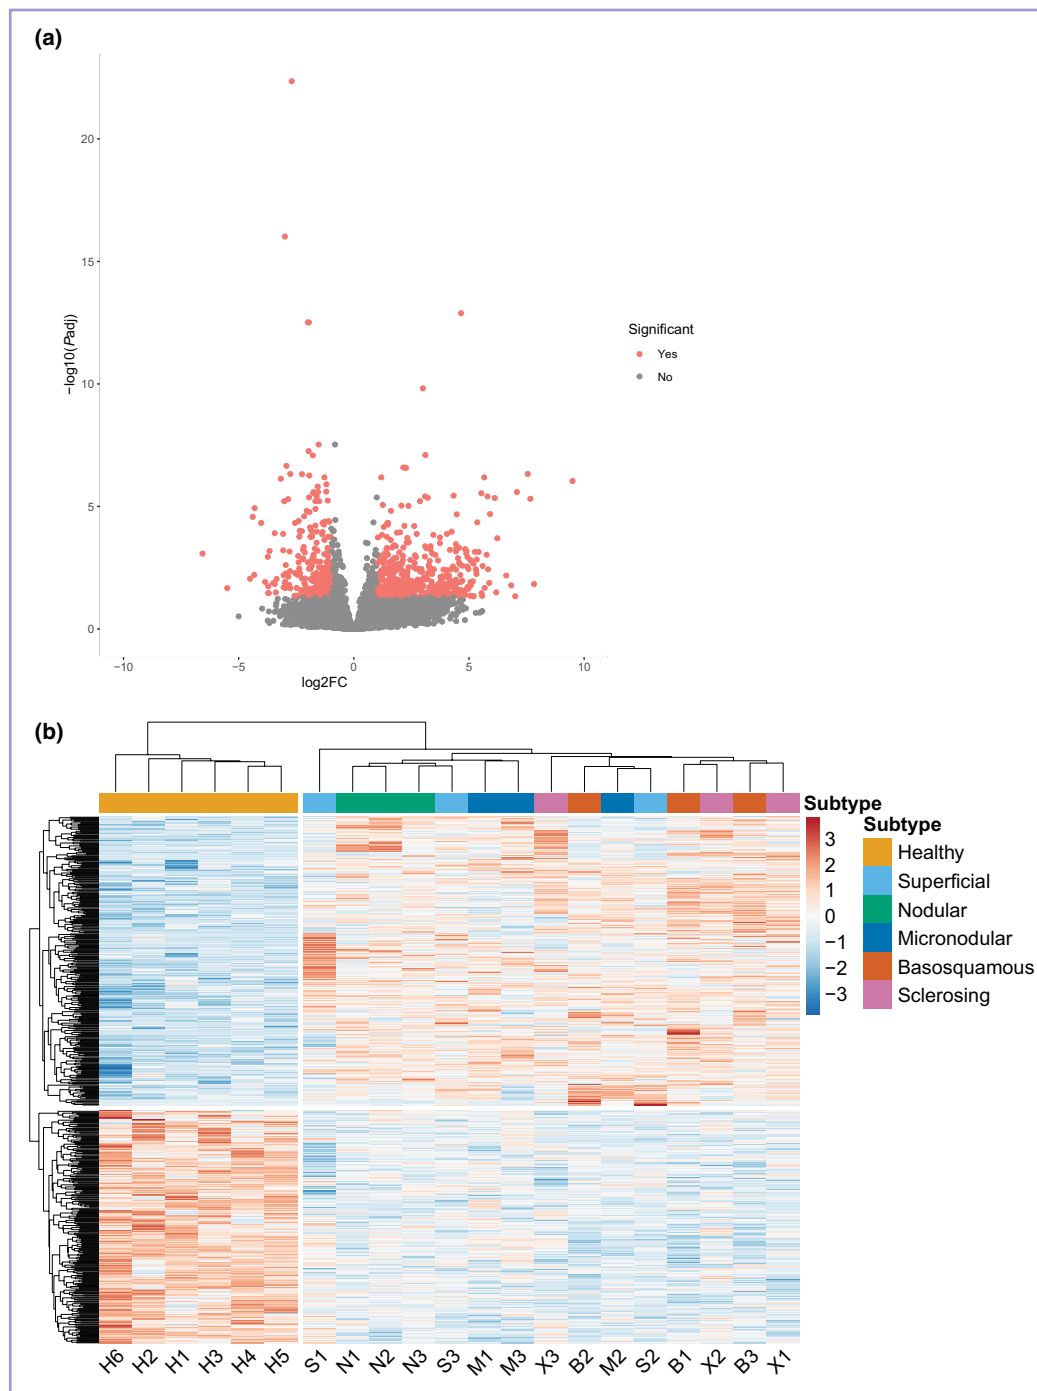 (a)
20
15
10
5
0
−log10(Padj)
−10
−5
0
5
10
log2FC
Significant
Yes
No
(b)
Subtype
3
2
1
0
−1
−2
−3
Subtype
Healthy
Superficial
Nodular
Micronodular
Basosquamous
Sclerosing
H6 H2 H1 H3 H4 H5 S1 N1 N2 N3 S3 M1 M3 X3 B2 M2 S2 B1 X2 B3 X1